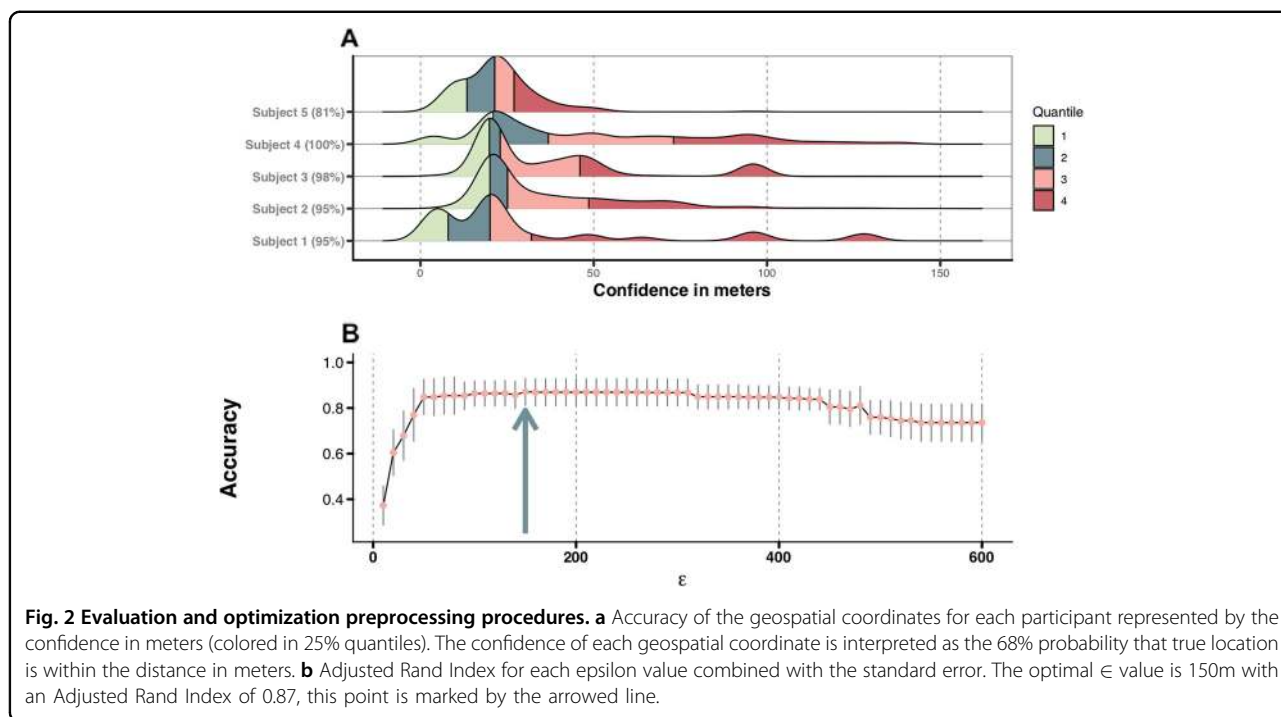 A
Subject 5 (81%)
Subject 4 (100%)
Subject 3 (98%)
Subject 2 (95%)
Subject 1 (95%)
0 50 100 150
Confidence in meters
Quantile
1
2
3
4
B
Accuracy
1.0
0.8
0.6
0.4
0 200 400 600
ε
Fig. 2 Evaluation and optimization preprocessing procedures. a Accuracy of the geospatial coordinates for each participant represented by the
confidence in meters (colored in 25% quantiles). The confidence of each geospatial coordinate is interpreted as the 68% probability that true location
is within the distance in meters. b Adjusted Rand Index for each epsilon value combined with the standard error. The optimal ∈ value is 150m with
an Adjusted Rand Index of 0.87, this point is marked by the arrowed line.